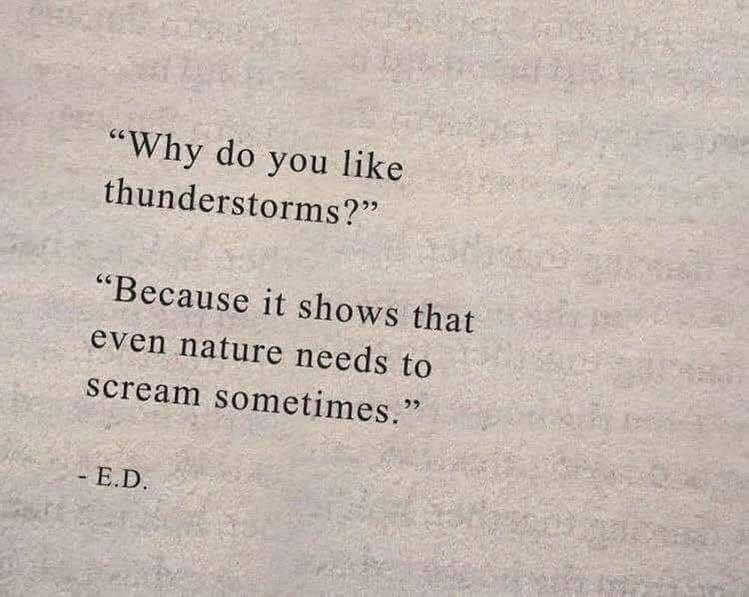 “Why do you like
thunderstorms?”
“Because it shows that
even nature needs to
scream sometimes.”
- E.D.